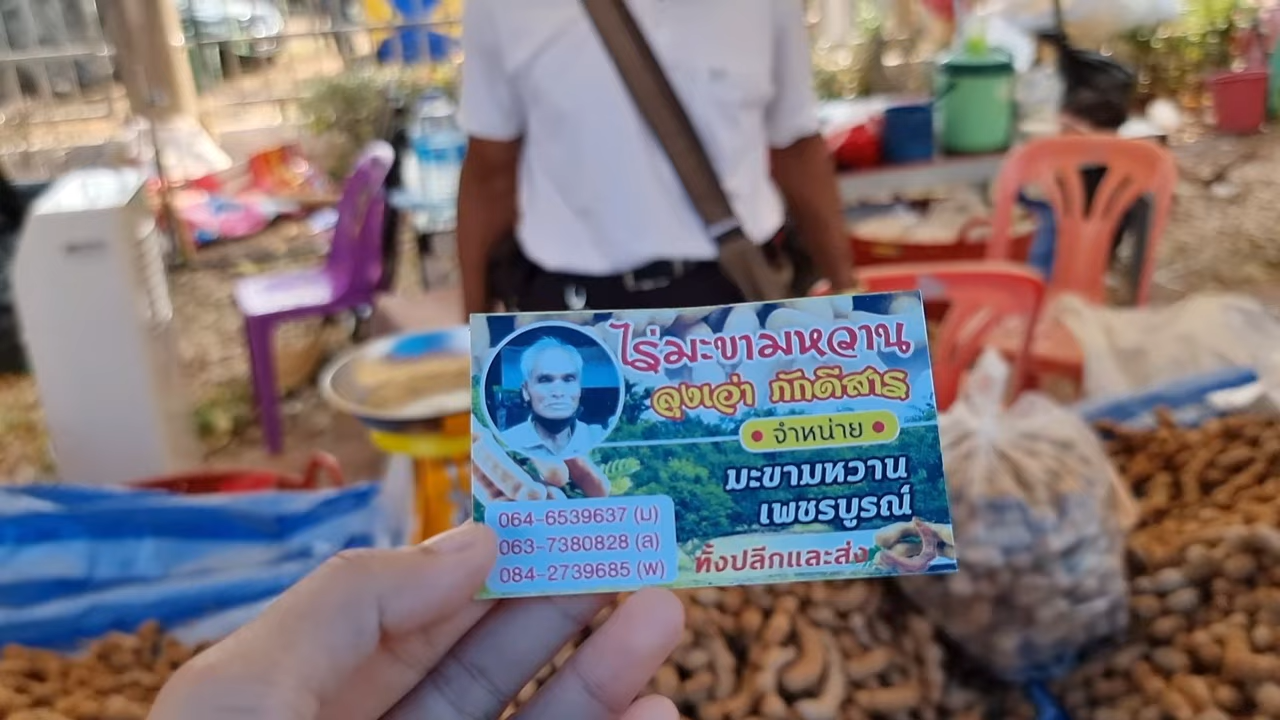 ไร่มะขามหวาน
ลุงเอ่า ภักดีสาร
• จำหน่าย •
มะขามหวาน
เพชรบูรณ์
ทั้งปลีกและส่ง
064-6539637 (ม)
063-7380828 (ล)
084-2739685 (พ)